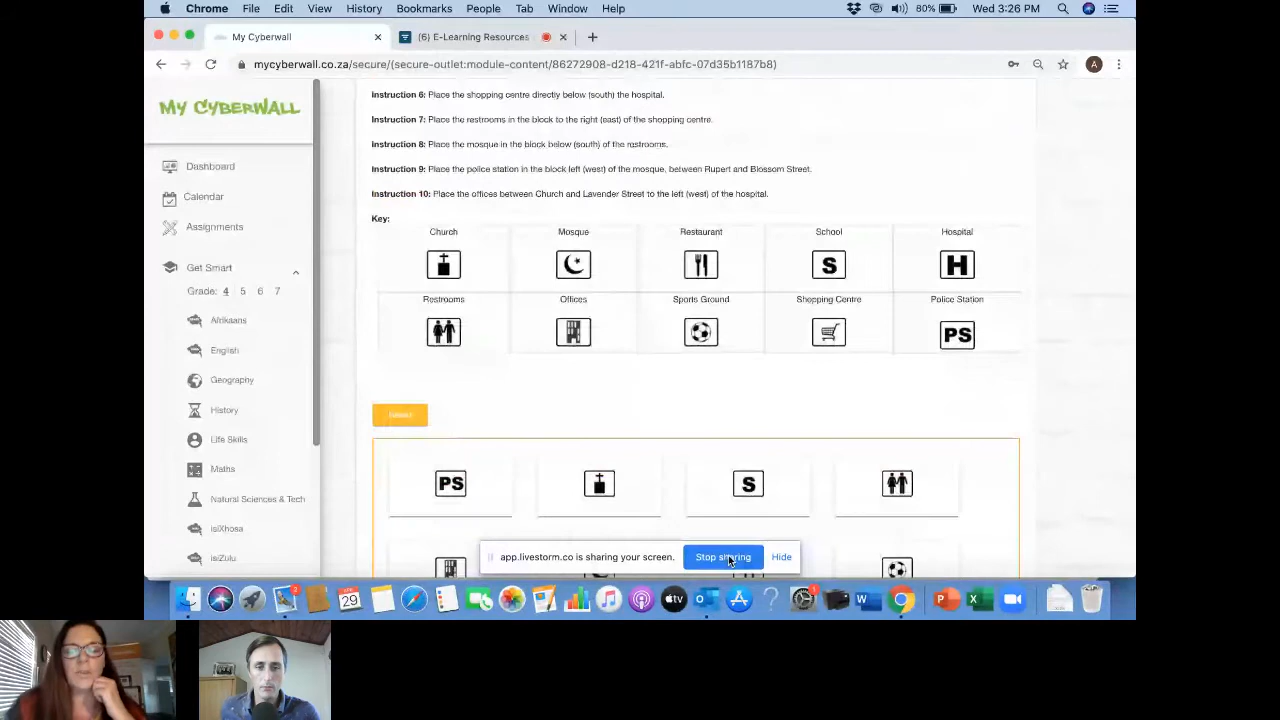 Chrome File Edit View History Bookmarks People Tab Window Help 80% Wed 3:26 PM
My Cyberwall (6) E-Learning Resources
mycyberwall.co.za/secure/(secure-outlet:module-content/86272908-d218-421f-abfc-07d35b1187b8) A
MY CYBERWALL
Dashboard
Calendar
Assignments
Get Smart
Grade: 4 5 6 7
Afrikaans
English
Geography
History
Life Skills
Maths
Natural Sciences & Tech
isiXhosa
isiZulu
Instruction 6: Place the shopping centre directly below (south) the hospital.
Instruction 7: Place the restrooms in the block to the right (east) of the shopping centre.
Instruction 8: Place the mosque in the block below (south) of the restrooms.
Instruction 9: Place the police station in the block left (west) of the mosque, between Rupert and Blossom Street.
Instruction 10: Place the offices between Church and Lavender Street to the left (west) of the hospital.
Key:
Church Mosque Restaurant School Hospital
S H
Restrooms Offices Sports Ground Shopping Centre Police Station
PS
PS S
app.livestorm.co is sharing your screen. Stop sharing Hide
APR
29 tv W P X